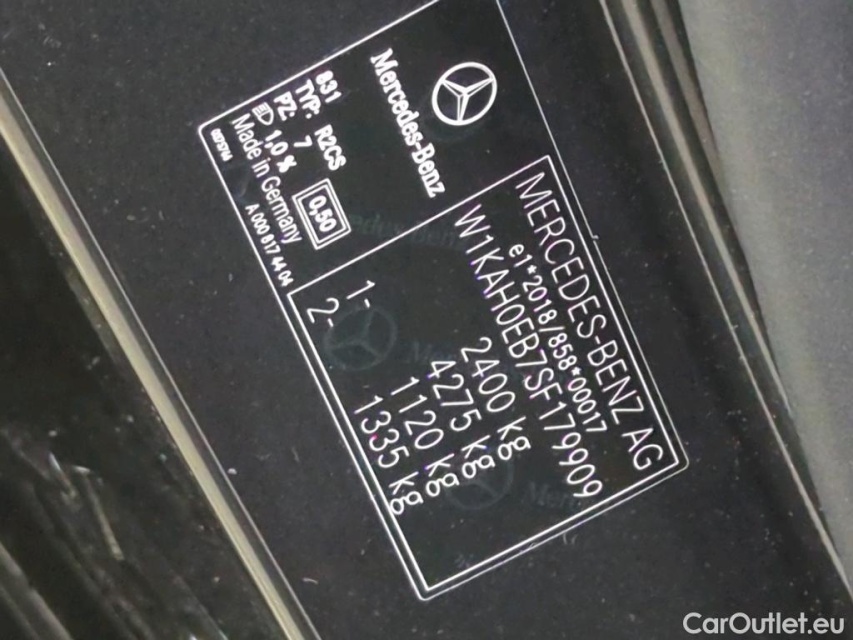 MERCEDES-BENZ AG
e1*2018/858*00017
W1KAH0EB7SF179909
2400 kg
4275 kg
1- 1120 kg
2- 1335 kg
Mercedes-Benz
831
TYP: R2CS
PZ: 7
1,0 %
0,50
Made in Germany
A 000 817 44 04
CarOutlet.eu